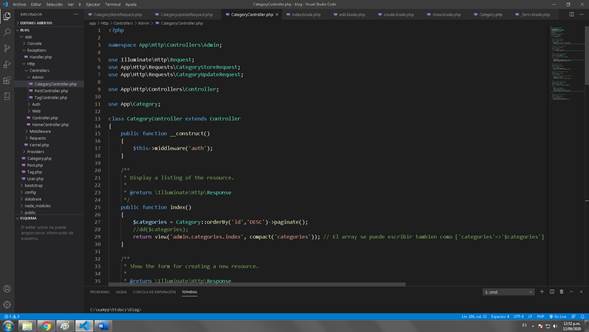 Archivo Editar Selección Ver Ir Ejecutar Terminal Ayuda
CategoryController.php - blog - Visual Studio Code
EXPLORADOR
CategoryStoreRequest.php
CategoryUpdateRequest.php
CategoryController.php
index.blade.php
edit.blade.php
create.blade.php
show.blade.php
Category.php
form.blade.php
EDITORES ABIERTOS
app > Http > Controllers > Admin > CategoryController.php
BLOG
app
Console
Exceptions
Handler.php
Http
Controllers
Admin
CategoryController.php
PostController.php
TagController.php
Auth
Web
Controller.php
HomeController.php
Middleware
Requests
Kernel.php
Providers
Category.php
Post.php
Tag.php
User.php
bootstrap
config
database
node_modules
public
ESQUEMA
1 <?php
2
3 namespace App\Http\Controllers\Admin;
4
5 use Illuminate\Http\Request;
6 use App\Http\Requests\CategoryStoreRequest;
7 use App\Http\Requests\CategoryUpdateRequest;
8
9 use App\Http\Controllers\Controller;
10
11 use App\Category;
12
13 class CategoryController extends Controller
14 {
15 public function __construct()
16 {
17 $this->middleware('auth');
18 }
19
20 /**
21 * Display a listing of the resource.
22 *
23 * @return \Illuminate\Http\Response
24 */
25 public function index()
26 {
27 $categories = Category::orderBy('id','DESC')->paginate();
28 //dd($categories);
29 return view('admin.categories.index', compact('categories')); // El array se puede escribir tambien como ['categories'=>'$categories']
30 }
31
32 /**
33 * Show the form for creating a new resource.
34 *
35 * @return \Illuminate\Http\Response
PROBLEMAS SALIDA CONSOLA DE DEPURACIÓN TERMINAL
1: cmd
C:\xampp\htdocs\blog>
Espacios: 4 UTF-8 LF PHP Go Live
ES